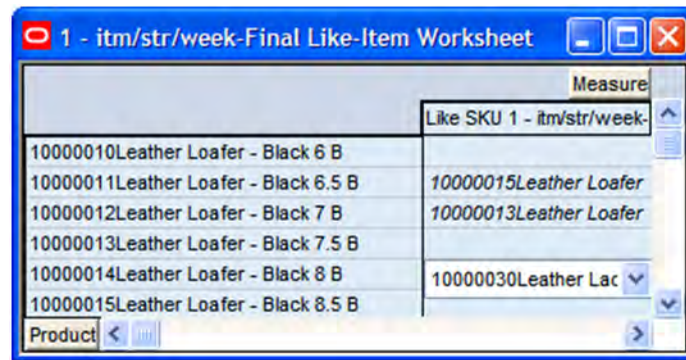 1 - itm/str/week-Final Like-Item Worksheet
Measure
Like SKU 1 - itm/str/week-
10000010Leather Loafer - Black 6 B
10000011Leather Loafer - Black 6.5 B 10000015Leather Loafer
10000012Leather Loafer - Black 7 B 10000013Leather Loafer
10000013Leather Loafer - Black 7.5 B
10000014Leather Loafer - Black 8 B 10000030Leather Lac
10000015Leather Loafer - Black 8.5 B
Product